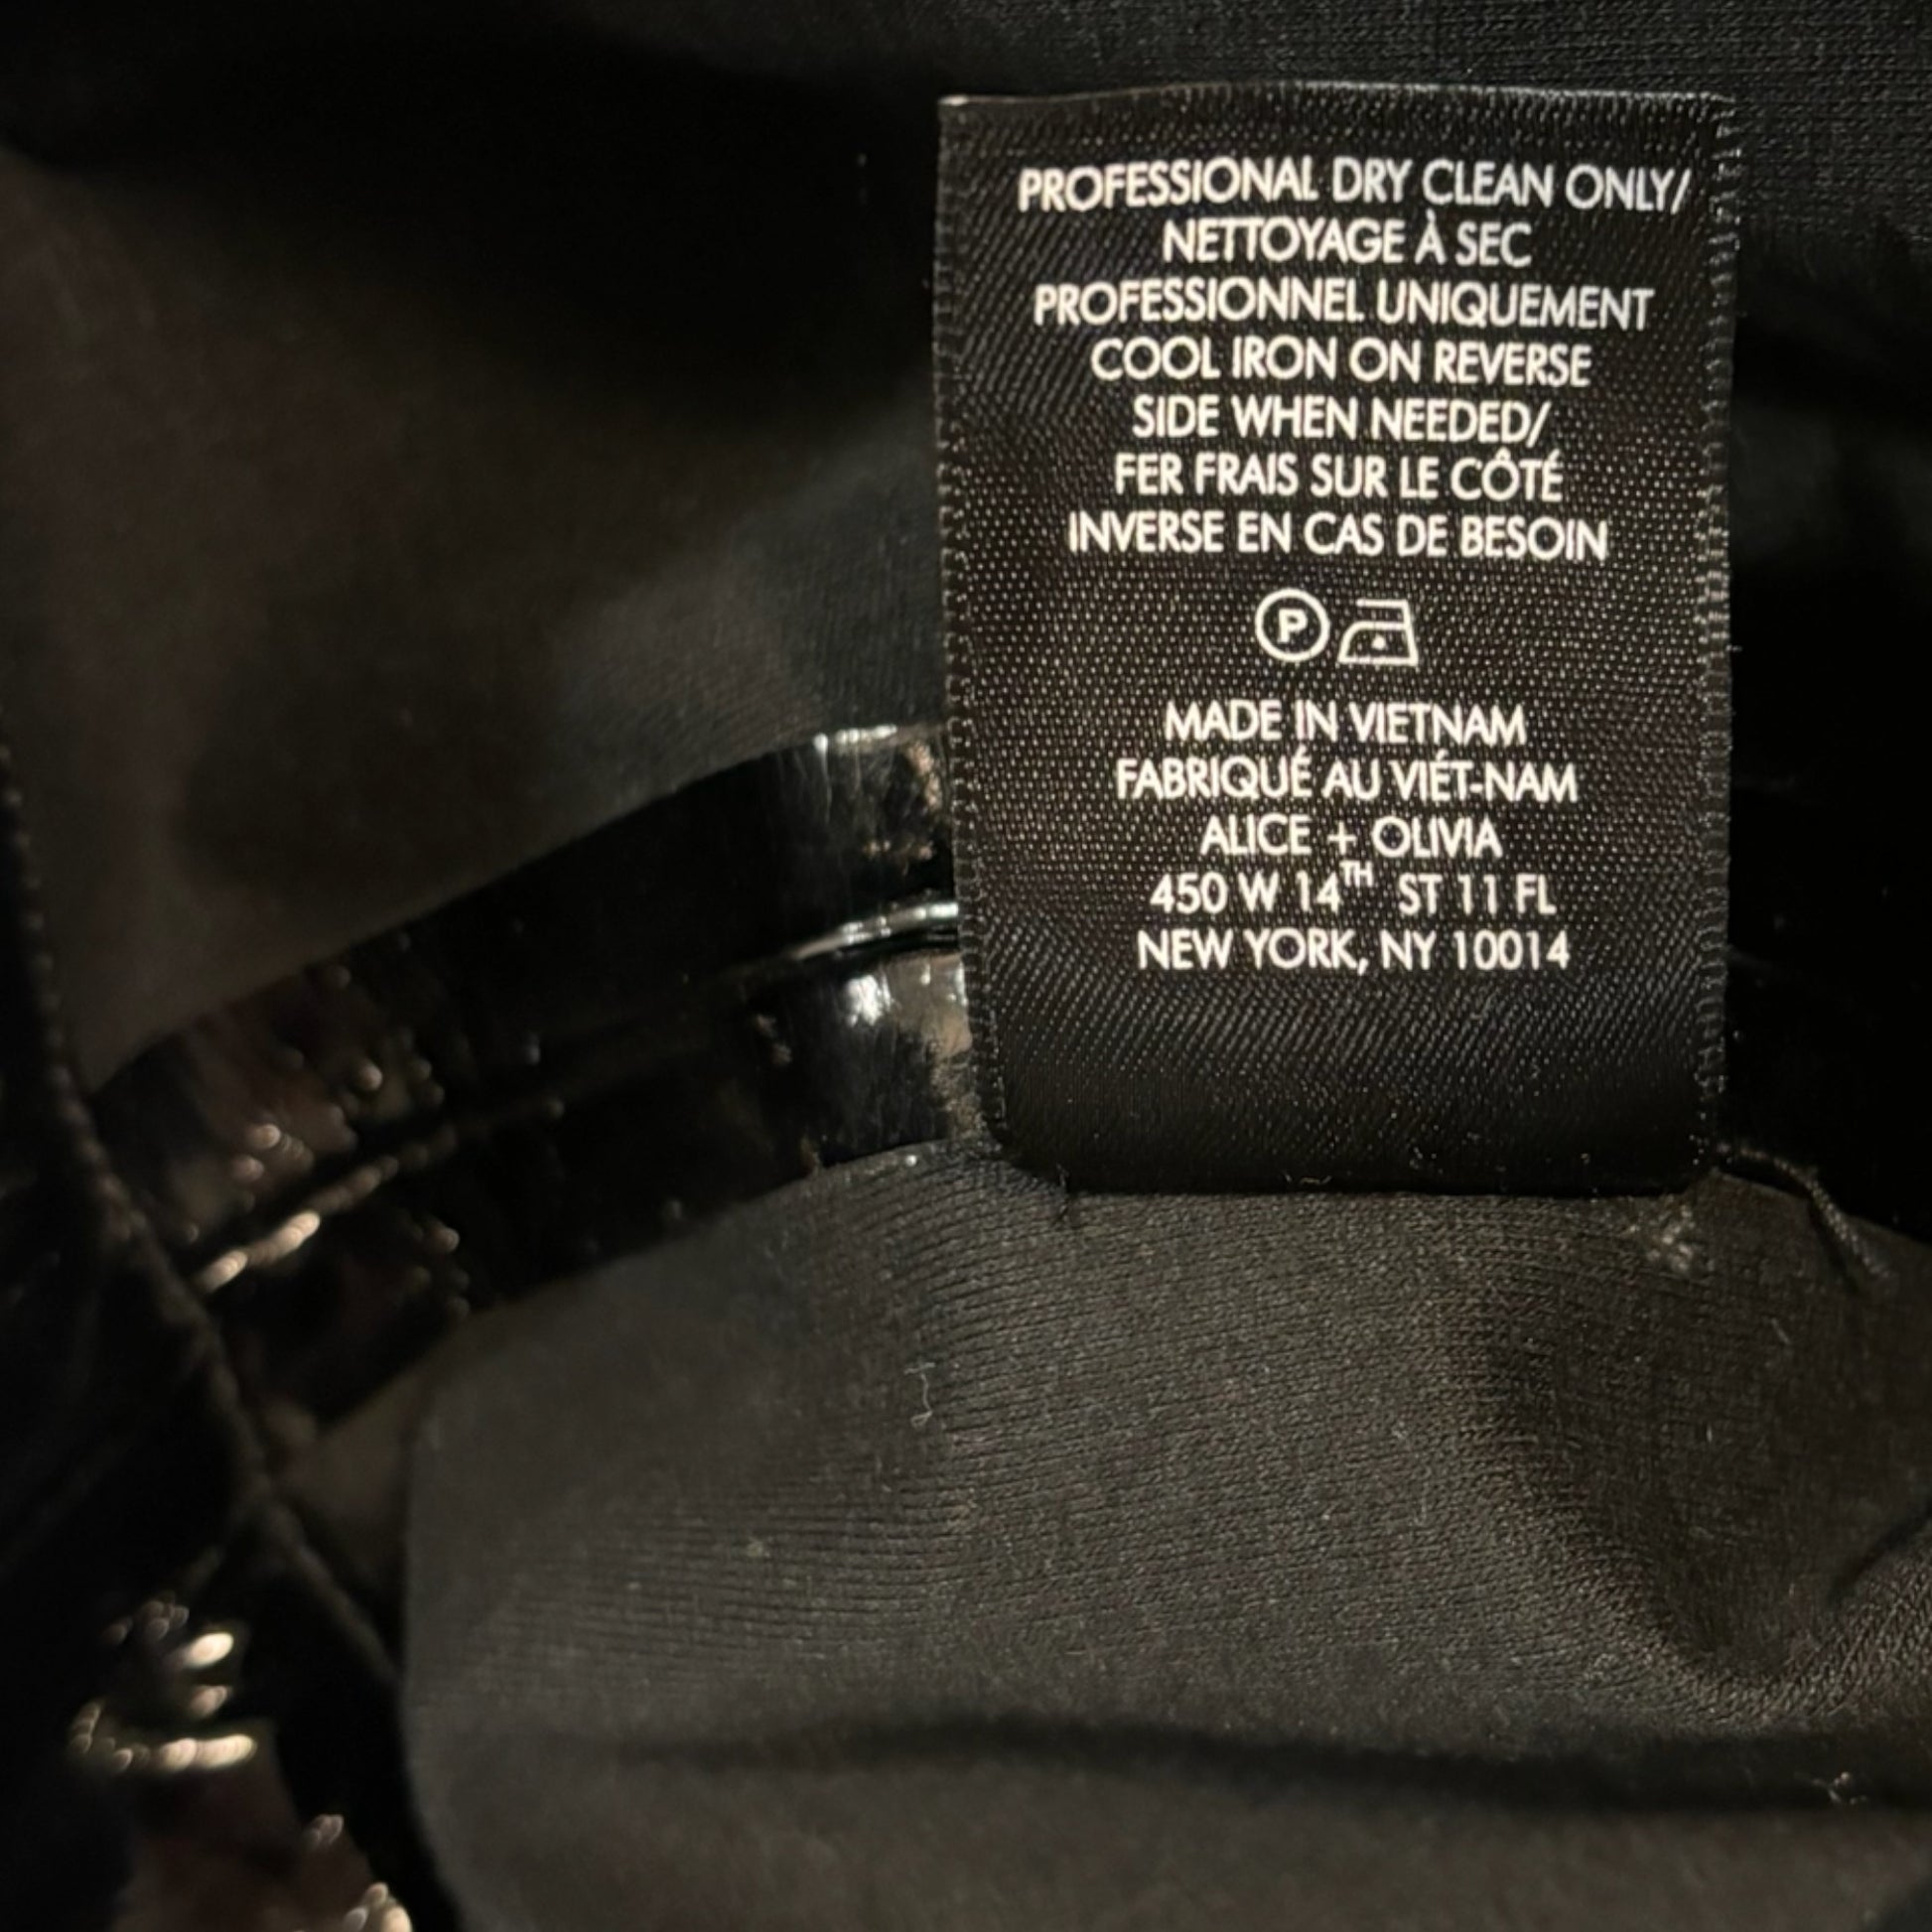 PROFESSIONAL DRY CLEAN ONLY/
NETTOYAGE À SEC
PROFESSIONNEL UNIQUEMENT
COOL IRON ON REVERSE
SIDE WHEN NEEDED/
FER FRAIS SUR LE CÔTÉ
INVERSE EN CAS DE BESOIN
P
MADE IN VIETNAM
FABRIQUÉ AU VIÉT-NAM
ALICE + OLIVIA
450 W 14TH ST 11 FL
NEW YORK, NY 10014